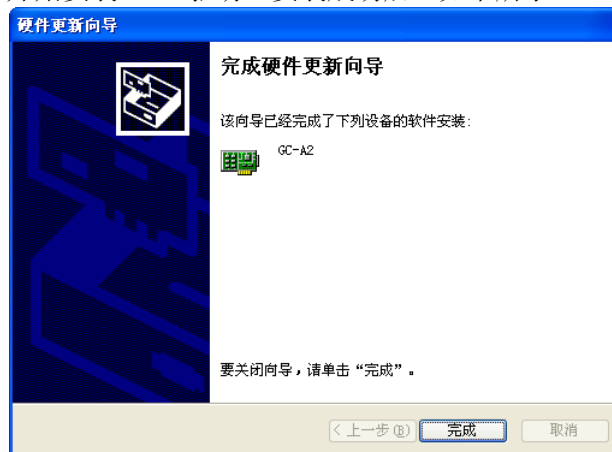 硬件更新向导
完成硬件更新向导
该向导已经完成了下列设备的软件安装:
GC-A2
要关闭向导，请单击“完成”。
<上一步(B)
完成
取消